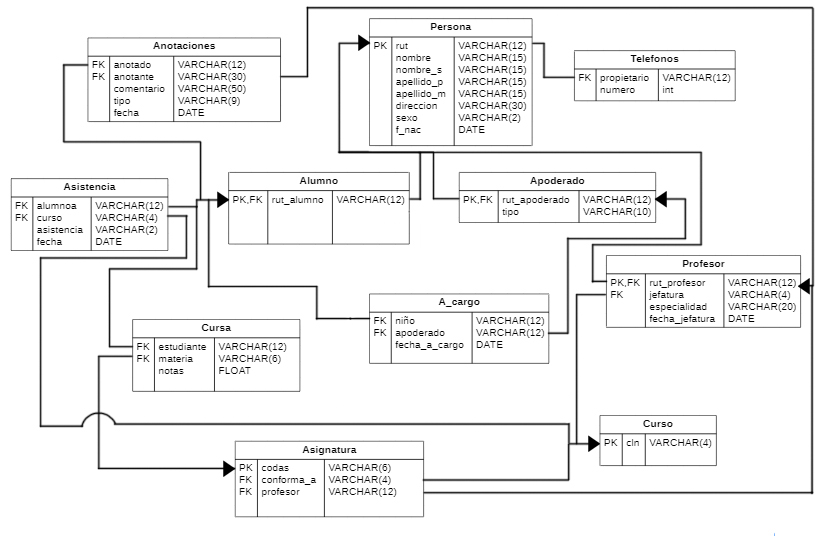 Persona
PK rut VARCHAR(12)
nombre VARCHAR(15)
nombre_s VARCHAR(15)
apellido_p VARCHAR(15)
apellido_m VARCHAR(15)
direccion VARCHAR(30)
sexo VARCHAR(2)
f_nac DATE
Anotaciones
FK anotado VARCHAR(12)
FK anotante VARCHAR(30)
comentario VARCHAR(50)
tipo VARCHAR(9)
fecha DATE
Telefonos
FK propietario VARCHAR(12)
numero int
Asistencia
FK alumnoa VARCHAR(12)
FK curso VARCHAR(4)
asistencia VARCHAR(2)
fecha DATE
Alumno
PK,FK rut_alumno VARCHAR(12)
Apoderado
PK,FK rut_apoderado VARCHAR(12)
tipo VARCHAR(10)
Profesor
PK,FK rut_profesor VARCHAR(12)
FK jefatura VARCHAR(4)
especialidad VARCHAR(20)
fecha_jefatura DATE
A_cargo
FK niño VARCHAR(12)
FK apoderado VARCHAR(12)
fecha_a_cargo DATE
Cursa
FK estudiante VARCHAR(12)
FK materia VARCHAR(6)
notas FLOAT
Curso
PK cln VARCHAR(4)
Asignatura
PK codas VARCHAR(6)
FK conforma_a VARCHAR(4)
FK profesor VARCHAR(12)